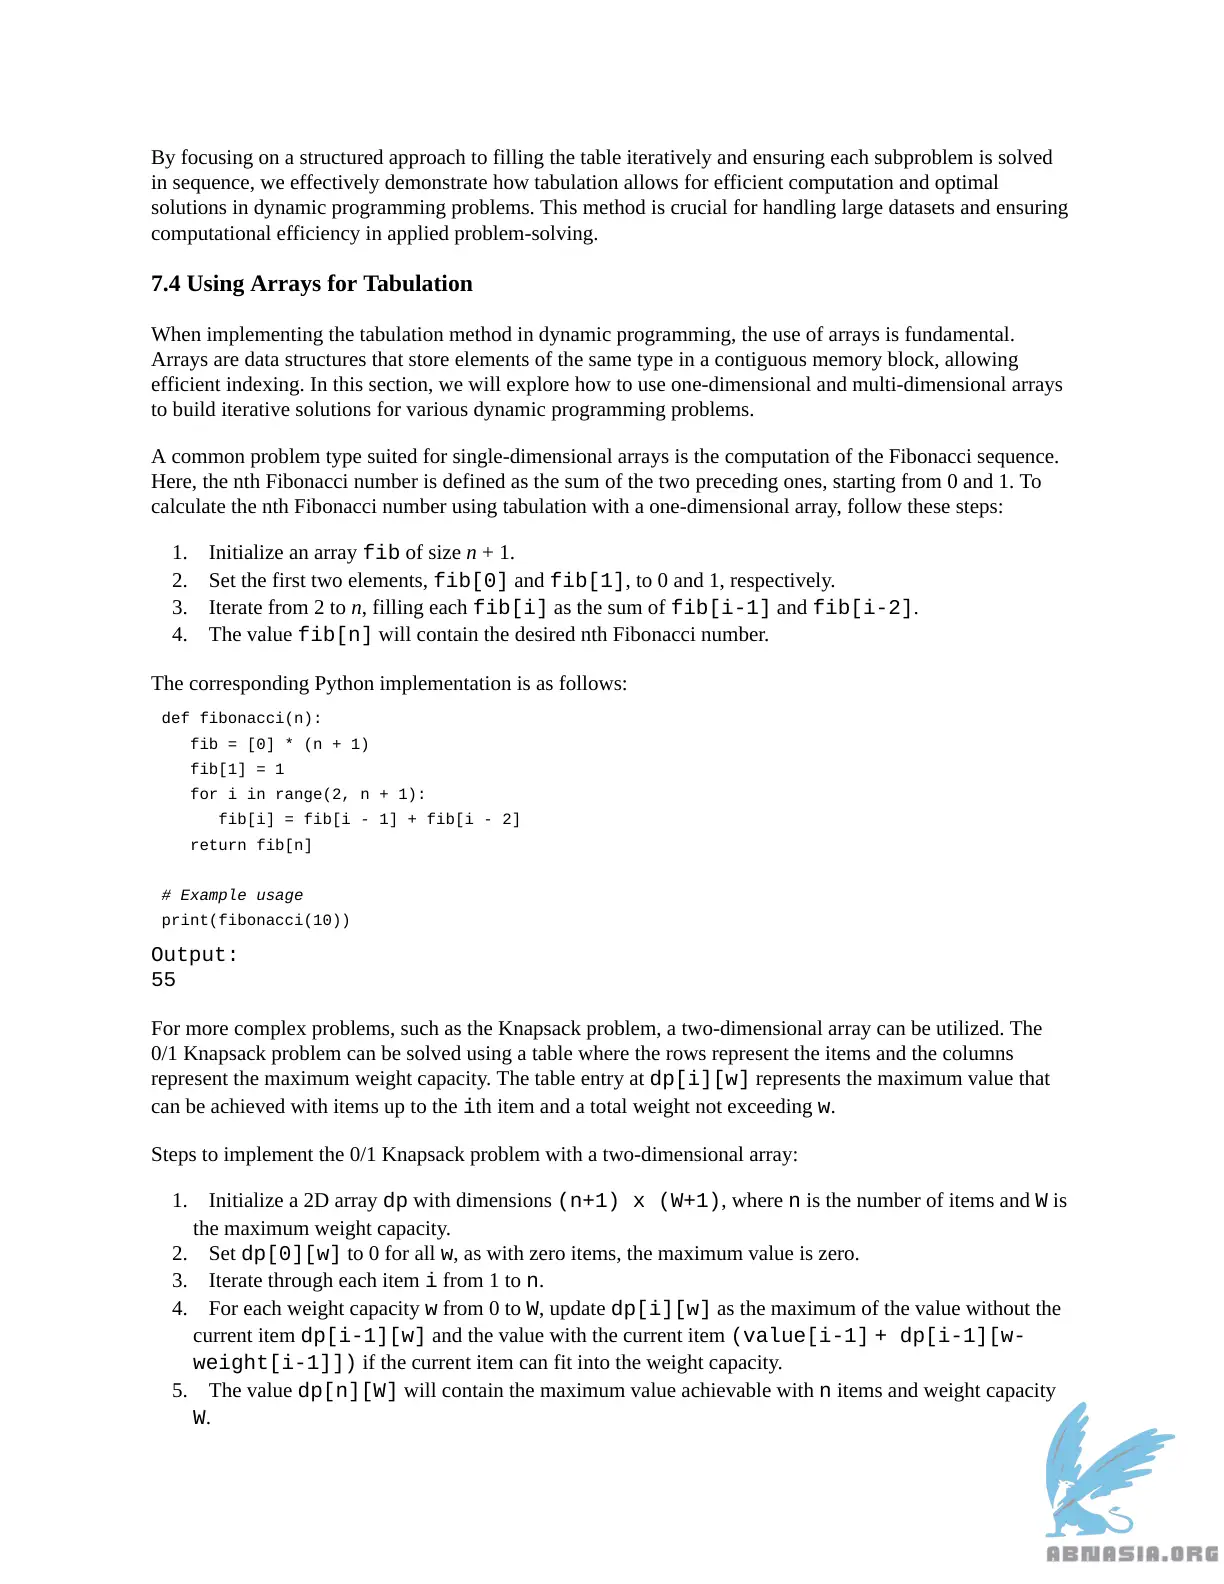 By focusing on a structured approach to filling the table iteratively and ensuring each subproblem is solved
in sequence, we effectively demonstrate how tabulation allows for efficient computation and optimal
solutions in dynamic programming problems. This method is crucial for handling large datasets and ensuring
computational efficiency in applied problem-solving.
7.4 Using Arrays for Tabulation
When implementing the tabulation method in dynamic programming, the use of arrays is fundamental.
Arrays are data structures that store elements of the same type in a contiguous memory block, allowing
efficient indexing. In this section, we will explore how to use one-dimensional and multi-dimensional arrays
to build iterative solutions for various dynamic programming problems.
A common problem type suited for single-dimensional arrays is the computation of the Fibonacci sequence.
Here, the nth Fibonacci number is defined as the sum of the two preceding ones, starting from 0 and 1. To
calculate the nth Fibonacci number using tabulation with a one-dimensional array, follow these steps:
1. Initialize an array fib of size n + 1.
2. Set the first two elements, fib[0] and fib[1], to 0 and 1, respectively.
3. Iterate from 2 to n, filling each fib[i] as the sum of fib[i-1] and fib[i-2].
4. The value fib[n] will contain the desired nth Fibonacci number.
The corresponding Python implementation is as follows:
def fibonacci(n):
   fib = [0] * (n + 1)
   fib[1] = 1
   for i in range(2, n + 1):
      fib[i] = fib[i - 1] + fib[i - 2]
   return fib[n]
# Example usage
print(fibonacci(10))
Output:
55
For more complex problems, such as the Knapsack problem, a two-dimensional array can be utilized. The
0/1 Knapsack problem can be solved using a table where the rows represent the items and the columns
represent the maximum weight capacity. The table entry at dp[i][w] represents the maximum value that
can be achieved with items up to the ith item and a total weight not exceeding w.
Steps to implement the 0/1 Knapsack problem with a two-dimensional array:
1. Initialize a 2D array dp with dimensions (n+1) x (W+1), where n is the number of items and W is
the maximum weight capacity.
2. Set dp[0][w] to 0 for all w, as with zero items, the maximum value is zero.
3. Iterate through each item i from 1 to n.
4. For each weight capacity w from 0 to W, update dp[i][w] as the maximum of the value without the
current item dp[i-1][w] and the value with the current item (value[i-1] + dp[i-1][w-
weight[i-1]]) if the current item can fit into the weight capacity.
5. The value dp[n][W] will contain the maximum value achievable with n items and weight capacity
W.
ABNASIA.ORG